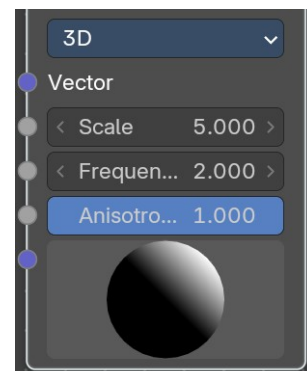 3D
Vector
Scale 5.000
Frequen... 2.000
Anisotro... 1.000